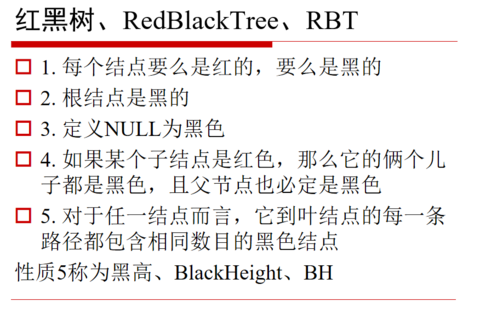 红黑树、RedBlackTree、RBT
1. 每个结点要么是红的，要么是黑的
2. 根结点是黑的
3. 定义NULL为黑色
4. 如果某个子结点是红色，那么它的俩个儿
子都是黑色，且父节点也必定是黑色
5. 对于任一结点而言，它到叶结点的每一条
路径都包含相同数目的黑色结点
性质5称为黑高、BlackHeight、BH